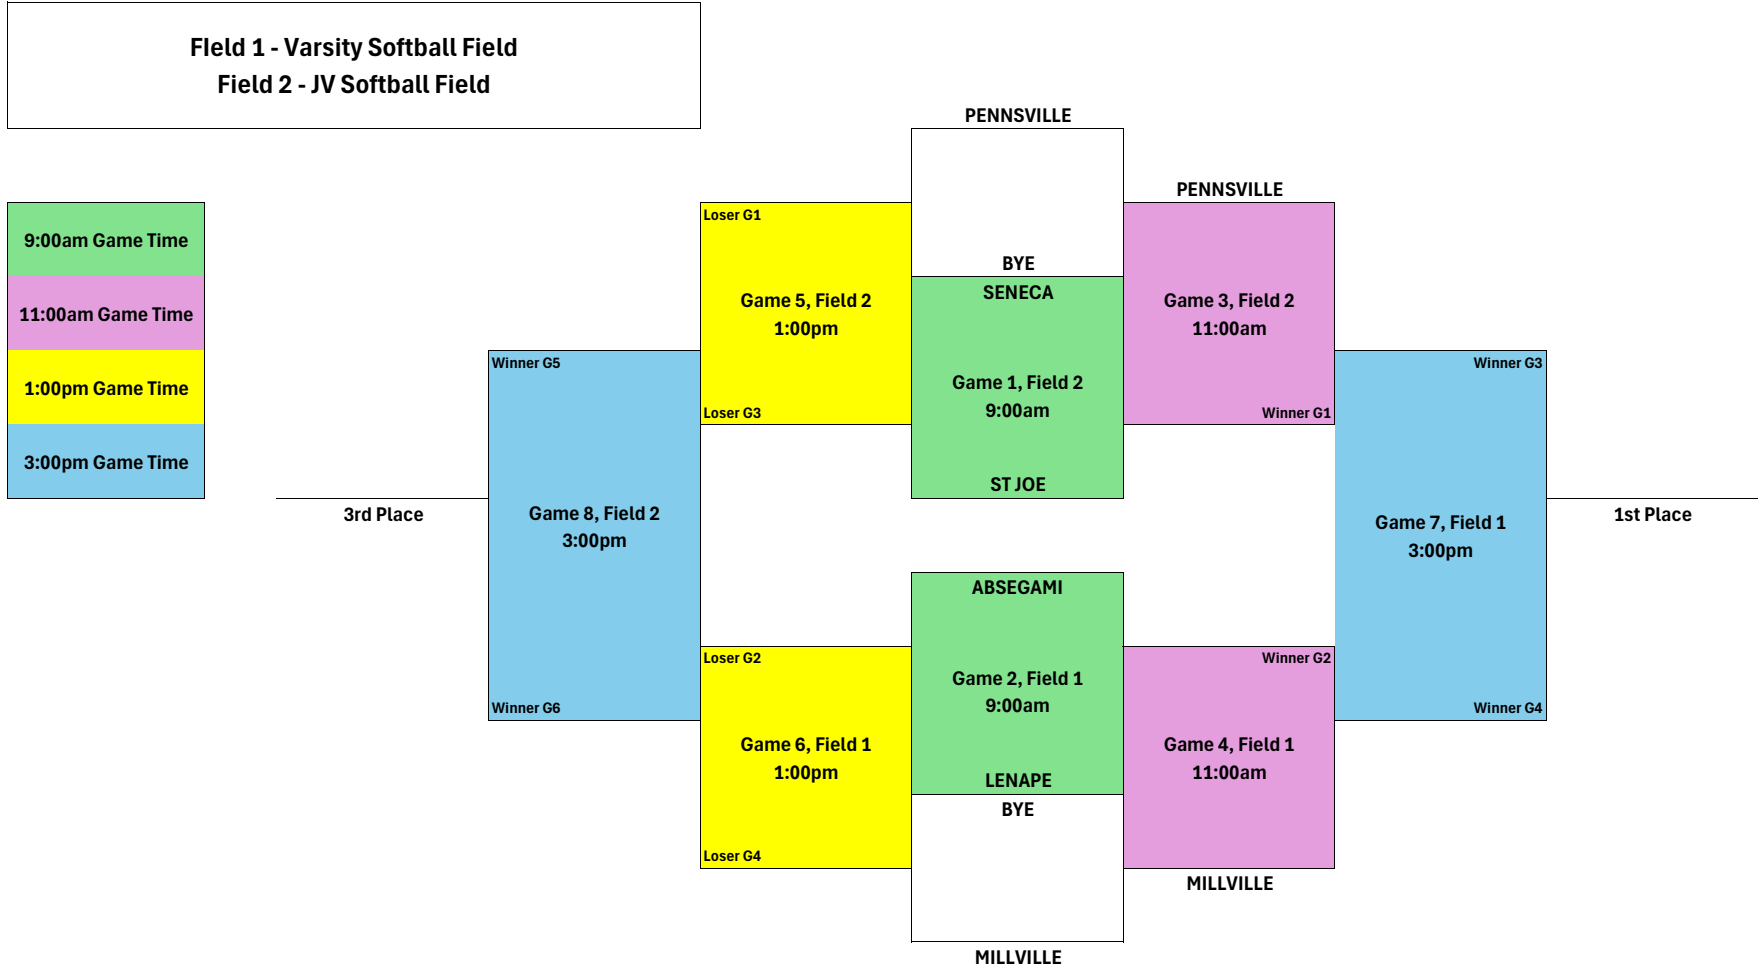 FIeld 1 - Varsity Softball Field
Field 2 - JV Softball Field
PENNSVILLE
PENNSVILLE
9:00am Game Time
11:00am Game Time
1:00pm Game Time
3:00pm Game Time
Loser G1
Game 5, Field 2
1:00pm
Loser G3
BYE
SENECA
Game 1, Field 2
9:00am
ST JOE
Game 3, Field 2
11:00am
Winner G1
Winner G5
Game 8, Field 2
3:00pm
Winner G6
3rd Place
Winner G3
Game 7, Field 1
3:00pm
Winner G4
1st Place
ABSEGAMI
Game 2, Field 1
9:00am
LENAPE
BYE
Loser G2
Game 6, Field 1
1:00pm
Loser G4
Winner G2
Game 4, Field 1
11:00am
MILLVILLE
MILLVILLE